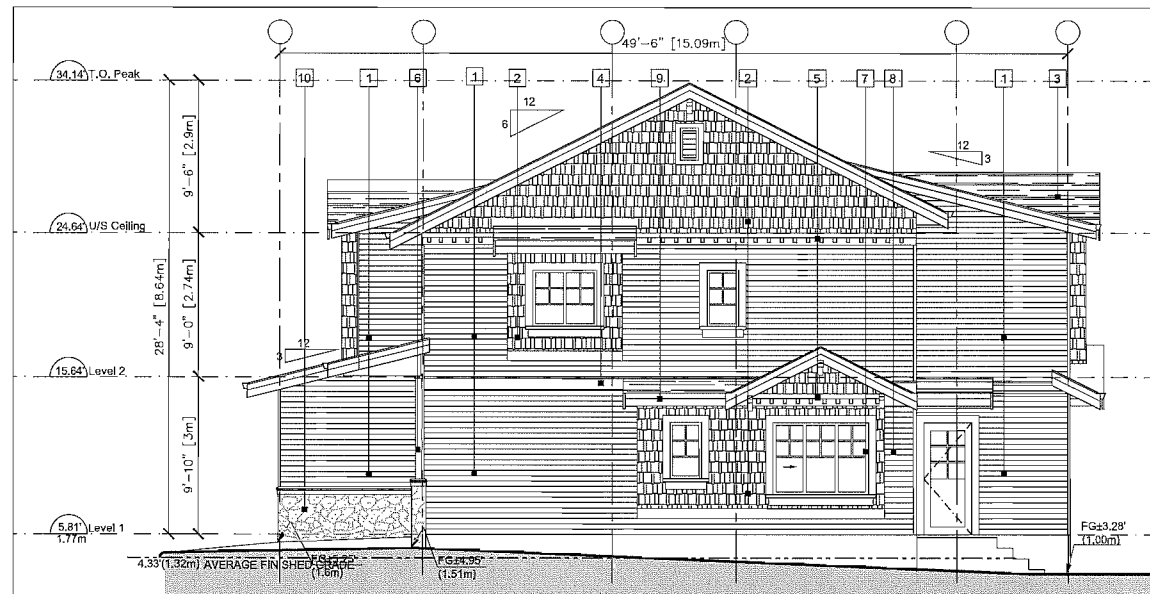 49'-6" [15.09m]
34.14' T.O. Peak
10 1 6 1 2 4 9 2 5 7 8 1 3
12
6
12
3
9'-6" [2.9m]
24.64' U/S Ceiling
28'-4" [8.64m]
9'-0" [2.74m]
12
3
15.64' Level 2
9'-10" [3m]
5.81' Level 1
1.77m
FG±3.28'
(1.00m)
4.33'(1.32m) AVERAGE FINISHED GRADE
(1.6m)
FG±4.95'
(1.51m)